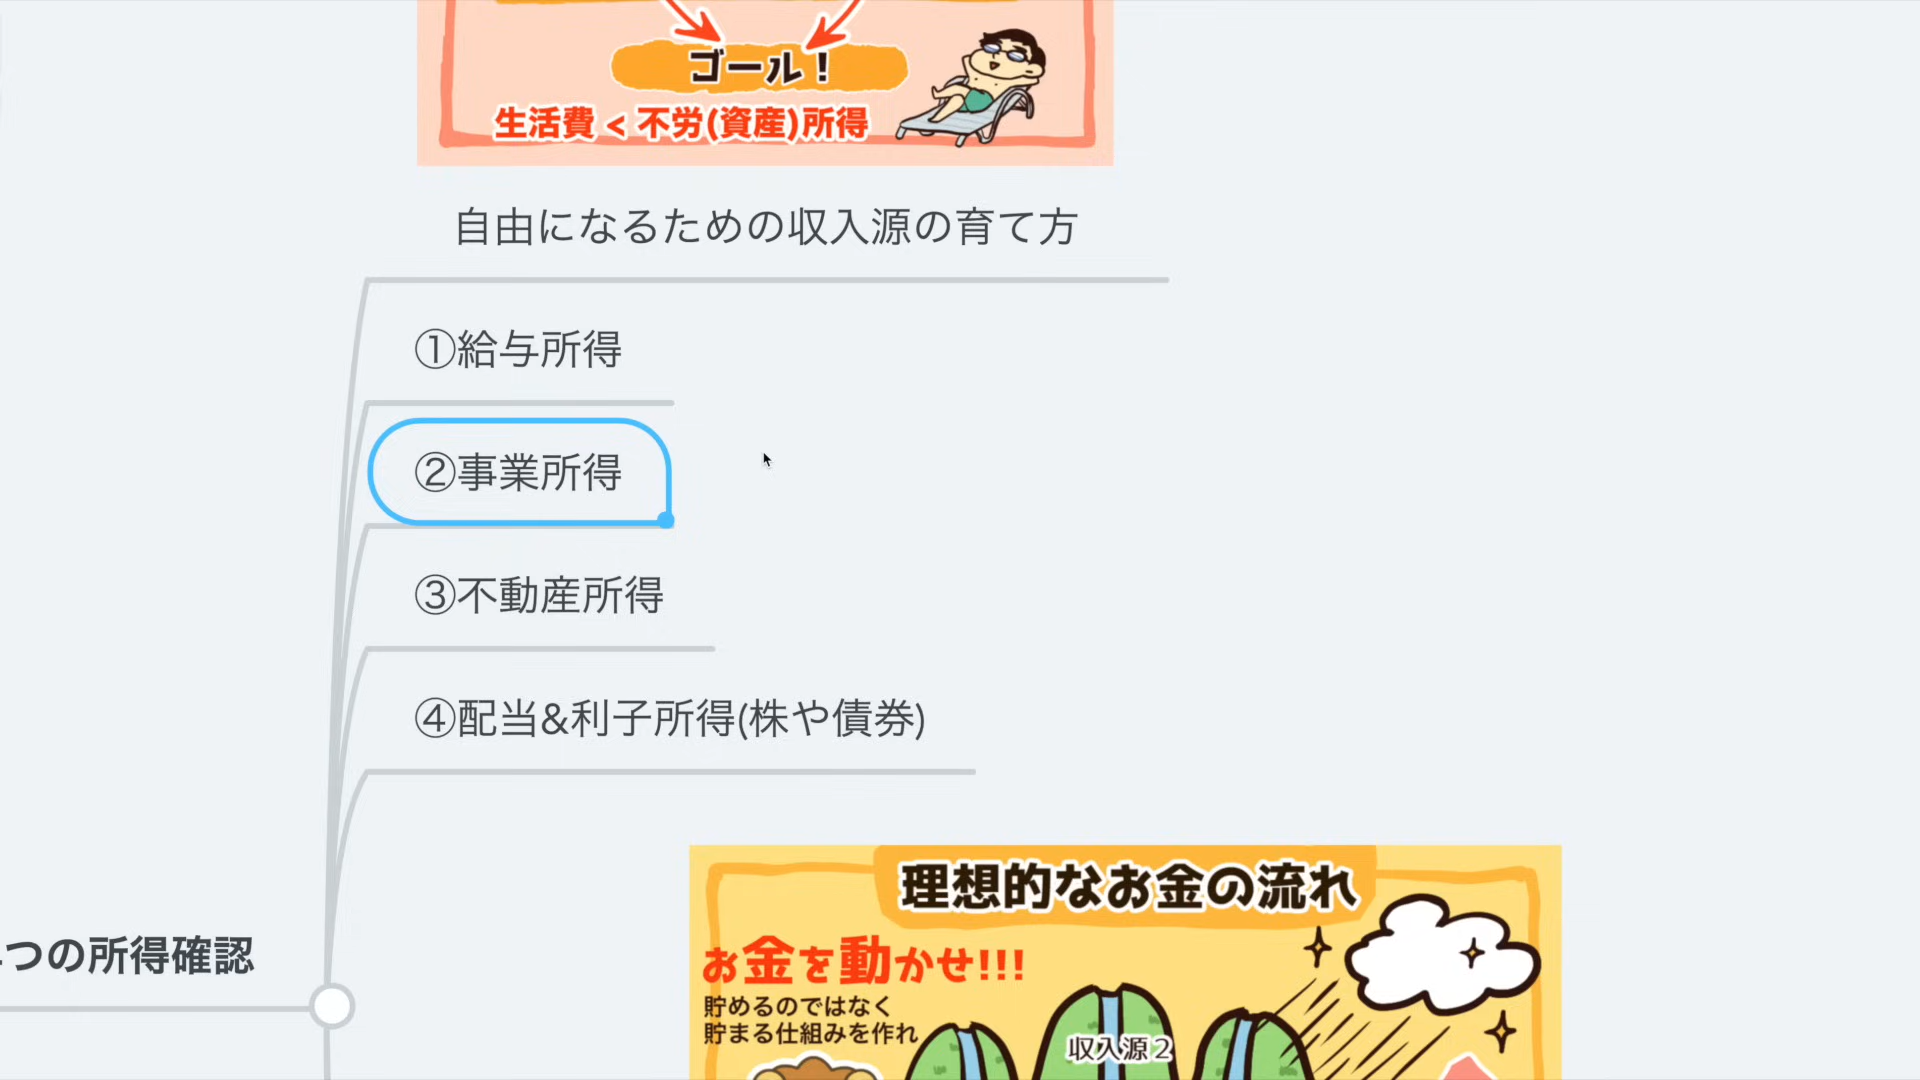 ゴール！
生活費 < 不労(資産)所得
自由になるための収入源の育て方
①給与所得
②事業所得
③不動産所得
④配当&利子所得(株や債券)
つの所得確認
理想的なお金の流れ
お金を動かせ!!!
貯めるのではなく
貯まる仕組みを作れ
収入源２